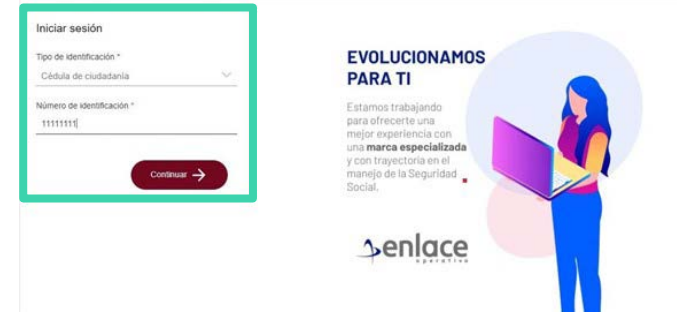 Iniciar sesión
Tipo de identificación *
Cédula de ciudadanía
Número de identificación *
11111111
Continuar
EVOLUCIONAMOS
PARA TI
Estamos trabajando
para ofrecerte una
mejor experiencia con
una marca especializada
y con trayectoria en el
manejo de la Seguridad
Social.
enlace
operativo